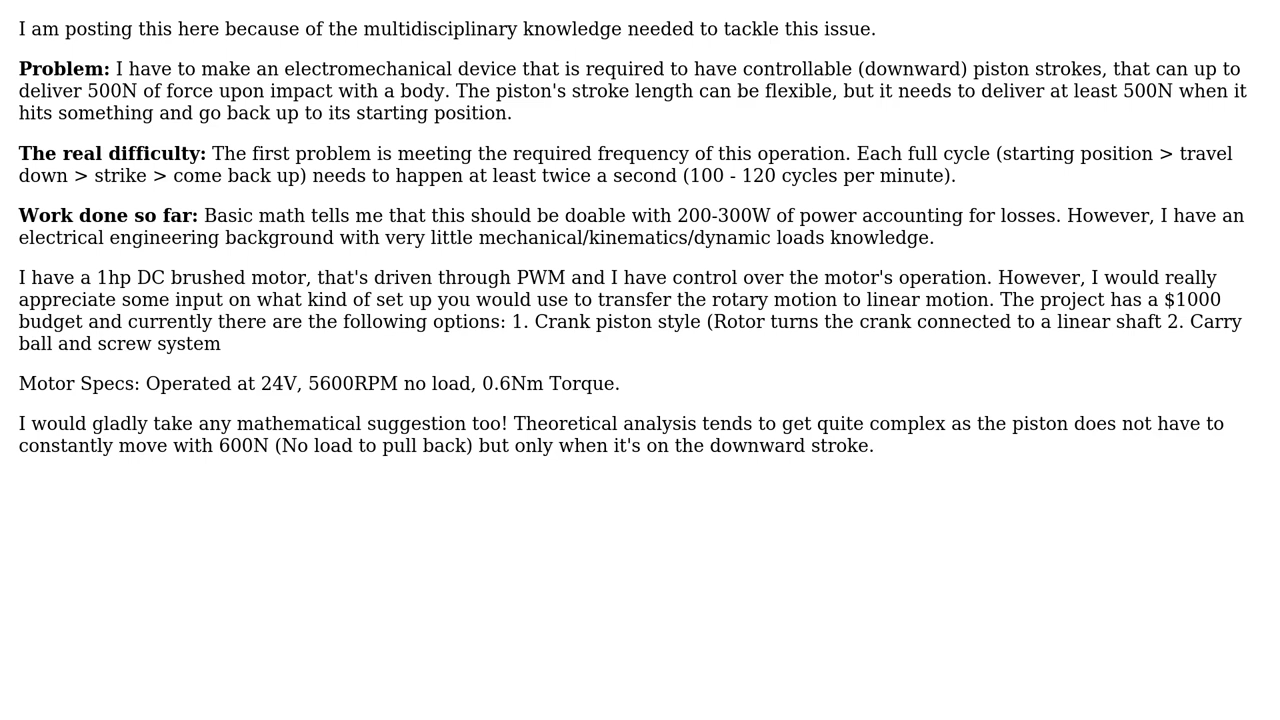 I am posting this here because of the multidisciplinary knowledge needed to tackle this issue.
Problem: I have to make an electromechanical device that is required to have controllable (downward) piston strokes, that can up to
deliver 500N of force upon impact with a body. The piston's stroke length can be flexible, but it needs to deliver at least 500N when it
hits something and go back up to its starting position.
The real difficulty: The first problem is meeting the required frequency of this operation. Each full cycle (starting position > travel
down > strike > come back up) needs to happen at least twice a second (100 - 120 cycles per minute).
Work done so far: Basic math tells me that this should be doable with 200-300W of power accounting for losses. However, I have an
electrical engineering background with very little mechanical/kinematics/dynamic loads knowledge.
I have a 1hp DC brushed motor, that's driven through PWM and I have control over the motor's operation. However, I would really
appreciate some input on what kind of set up you would use to transfer the rotary motion to linear motion. The project has a $1000
budget and currently there are the following options: 1. Crank piston style (Rotor turns the crank connected to a linear shaft 2. Carry
ball and screw system
Motor Specs: Operated at 24V, 5600RPM no load, 0.6Nm Torque.
I would gladly take any mathematical suggestion too! Theoretical analysis tends to get quite complex as the piston does not have to
constantly move with 600N (No load to pull back) but only when it's on the downward stroke.